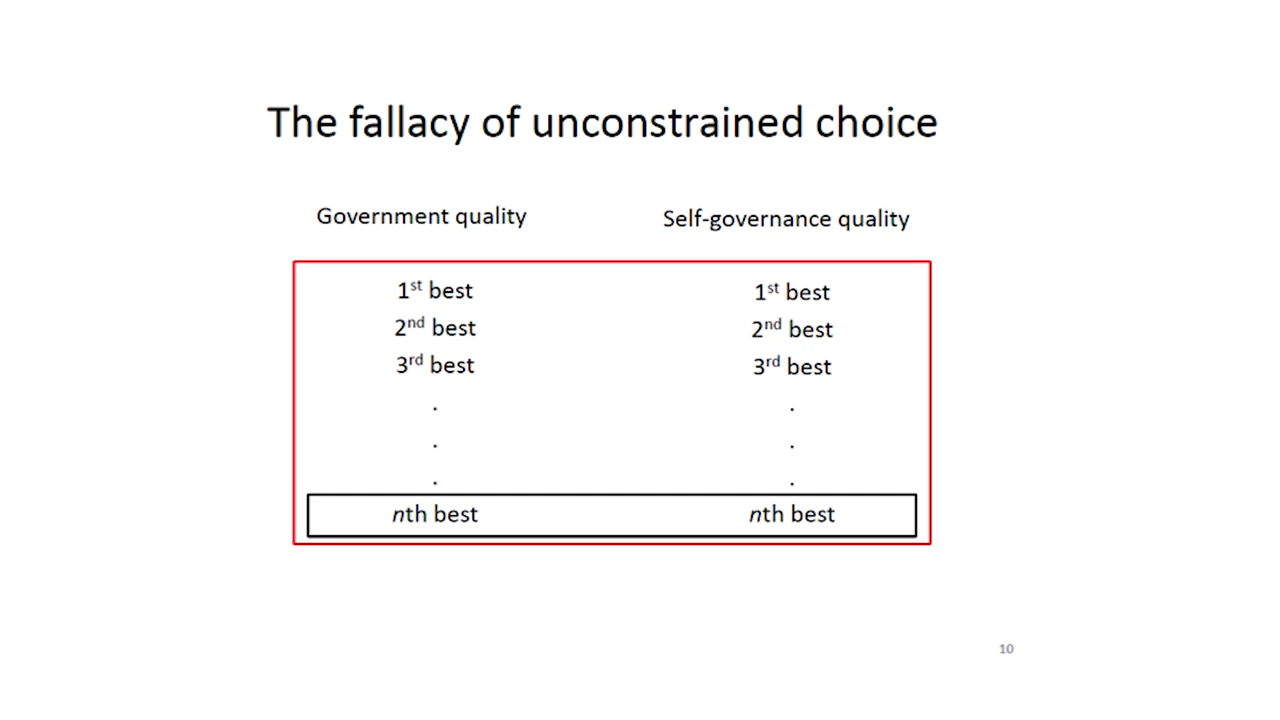 The fallacy of unconstrained choice
Government quality
Self-governance quality
1st best
1st best
2nd best
2nd best
3rd best
3rd best
. .
. .
. .
nth best
nth best
10